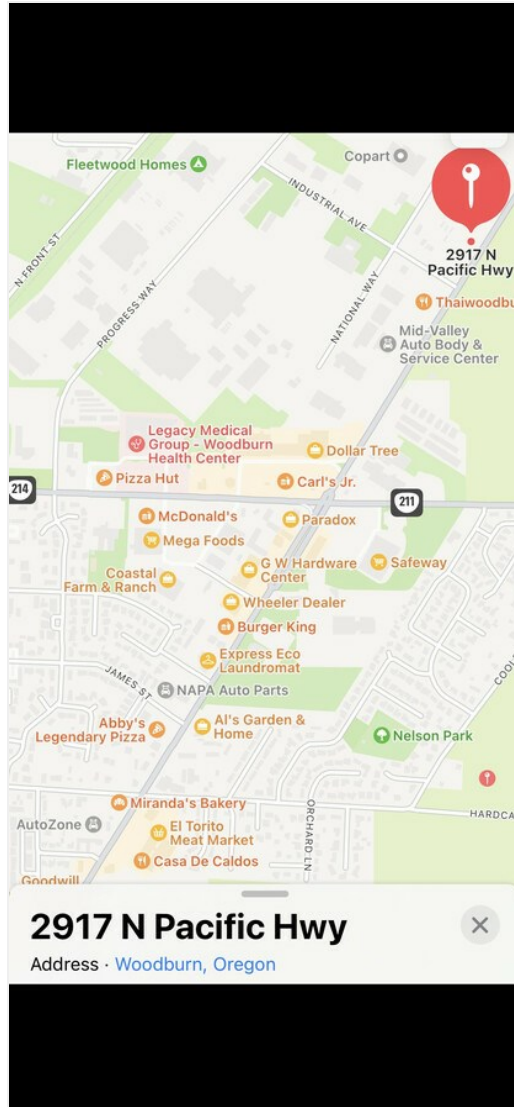 Fleetwood Homes
Copart
INDUSTRIAL AVE
N FRONT ST
2917 N
Pacific Hwy
PROGRESS WAY
NATIONAL WAY
Thaiwoodbu
Mid-Valley
Auto Body &
Service Center
Legacy Medical
Group - Woodburn
Health Center
Dollar Tree
Pizza Hut
Carl's Jr.
214
211
McDonald's
Paradox
Mega Foods
G W Hardware
Center
Safeway
Coastal
Farm & Ranch
Wheeler Dealer
Burger King
Express Eco
Laundromat
JAMES ST
NAPA Auto Parts
COOL
Abby's
Legendary Pizza
Al's Garden &
Home
Nelson Park
Miranda's Bakery
HARDCA
AutoZone
El Torito
Meat Market
ORCHARD LN
Casa De Caldos
Goodwill
2917 N Pacific Hwy
Address · Woodburn, Oregon